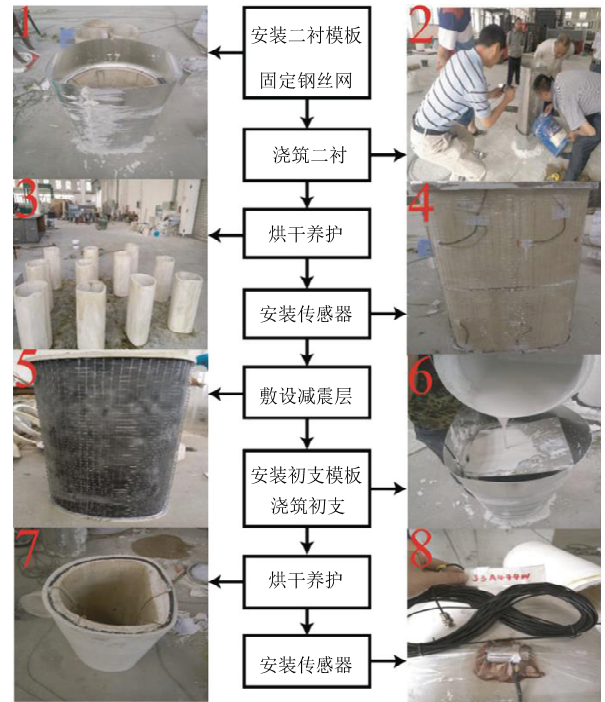 1
安装二衬模板
固定钢丝网
2
浇筑二衬
3
烘干养护
4
安装传感器
5
敷设减震层
6
安装初支模板
浇筑初支
7
烘干养护
8
安装传感器